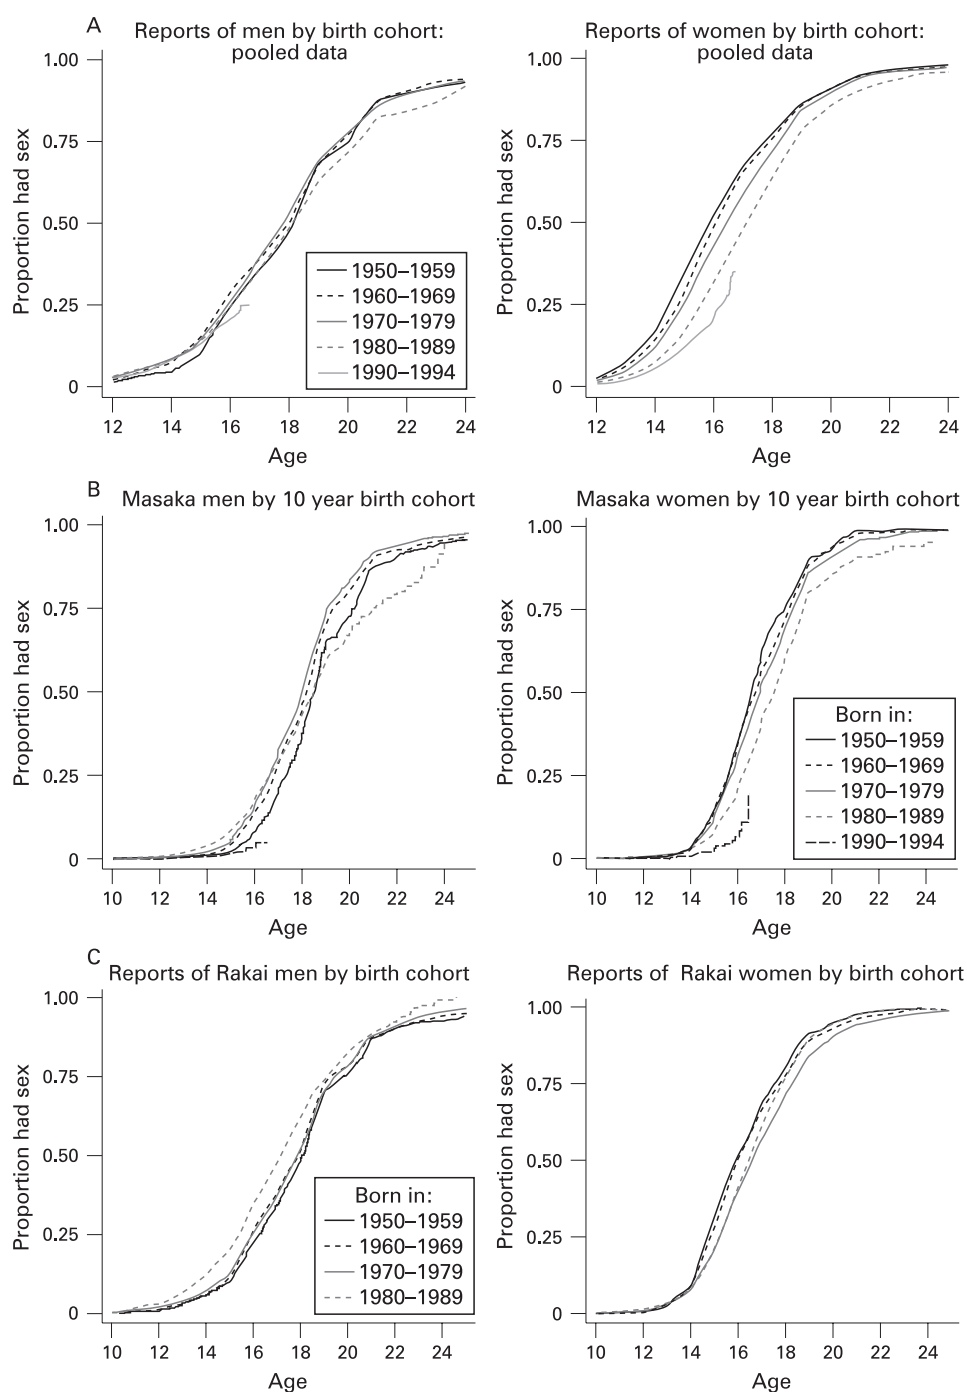 A
Reports of men by birth cohort:
pooled data
1.00
0.75
0.50
0.25
0
Proportion had sex
12 14 16 18 20 22 24
Age
1950–1959
1960–1969
1970–1979
1980–1989
1990–1994
Reports of women by birth cohort:
pooled data
1.00
0.75
0.50
0.25
0
Proportion had sex
12 14 16 18 20 22 24
Age
B
Masaka men by 10 year birth cohort
1.00
0.75
0.50
0.25
0
Proportion had sex
10 12 14 16 18 20 22 24
Age
Masaka women by 10 year birth cohort
1.00
0.75
0.50
0.25
0
Proportion had sex
10 12 14 16 18 20 22 24
Age
Born in:
1950–1959
1960–1969
1970–1979
1980–1989
1990–1994
C
Reports of Rakai men by birth cohort
1.00
0.75
0.50
0.25
0
Proportion had sex
10 12 14 16 18 20 22 24
Age
Born in:
1950–1959
1960–1969
1970–1979
1980–1989
Reports of Rakai women by birth cohort
1.00
0.75
0.50
0.25
0
Proportion had sex
10 12 14 16 18 20 22 24
Age